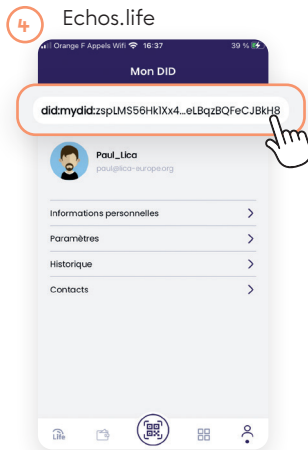 4 Echos.life
Orange F Appels Wifi 16:37 39 %
Mon DID
did:mydid:zspLMS56Hk1Xx4...eLBqzBQFeCJBkH8
Paul_Lica
paul@lica-europe.org
Informations personnelles
Paramètres
Historique
Contacts
Life